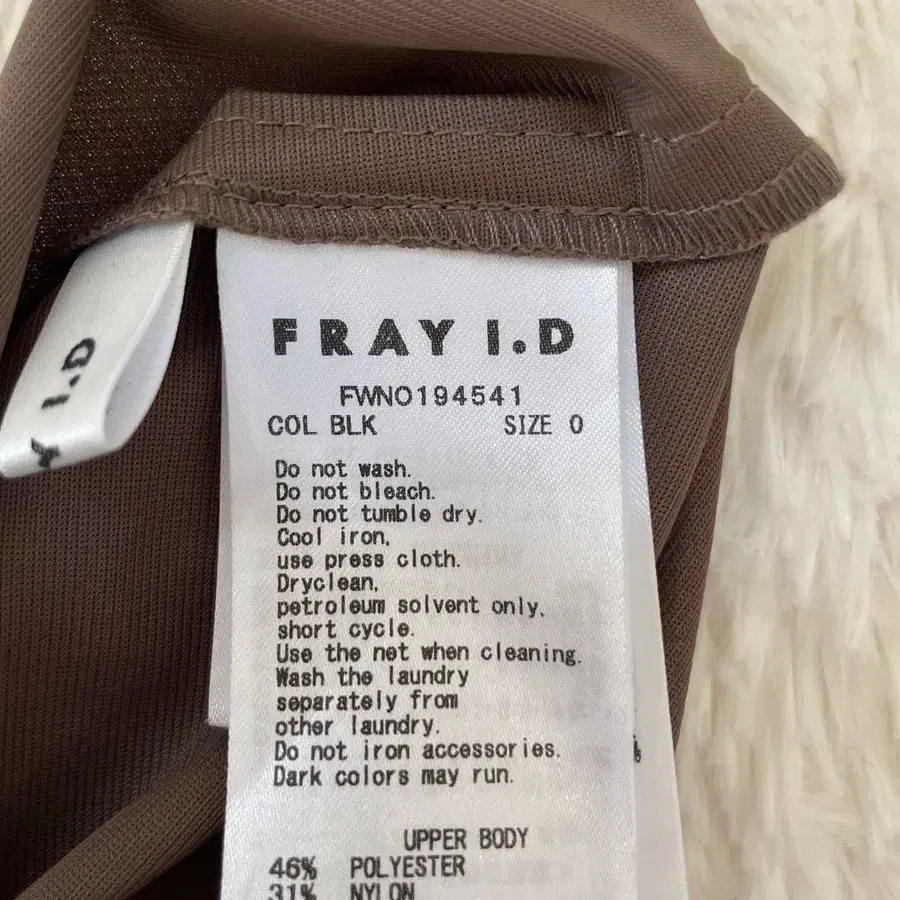 FRAY I.D
FWNO194541
COL BLK SIZE 0
Do not wash.
Do not bleach.
Do not tumble dry.
Cool iron,
use press cloth.
Dryclean,
petroleum solvent only,
short cycle.
Use the net when cleaning.
Wash the laundry
separately from
other laundry.
Do not iron accessories.
Dark colors may run.
UPPER BODY
46% POLYESTER
31% NYLON
Y I.D